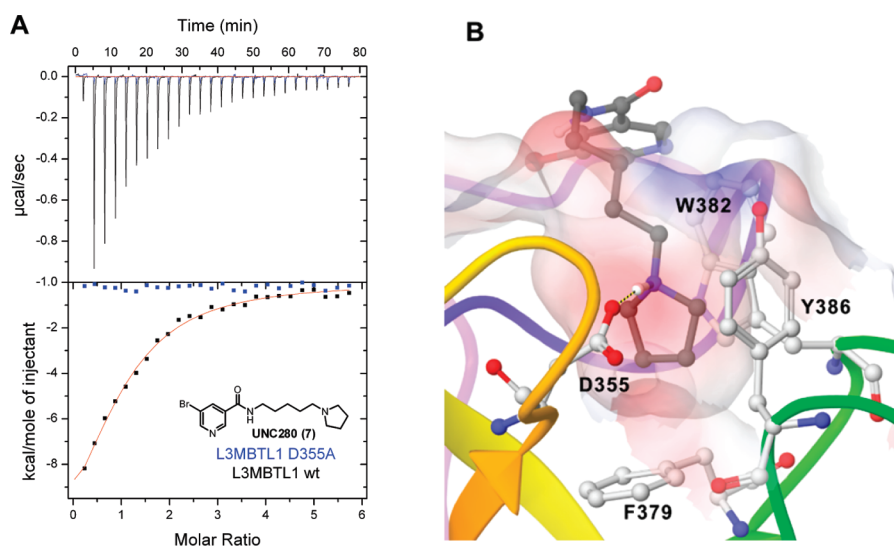 A
Time (min)
0 10 20 30 40 50 60 70 80
0.0
-0.2
-0.4
-0.6
-0.8
-1.0
µcal/sec
-2
-4
-6
-8
kcal/mole of injectant
Br
N
O
N
H
N
UNC280 (7)
L3MBTL1 D355A
L3MBTL1 wt
0 1 2 3 4 5 6
Molar Ratio
B
W382
Y386
D355
F379